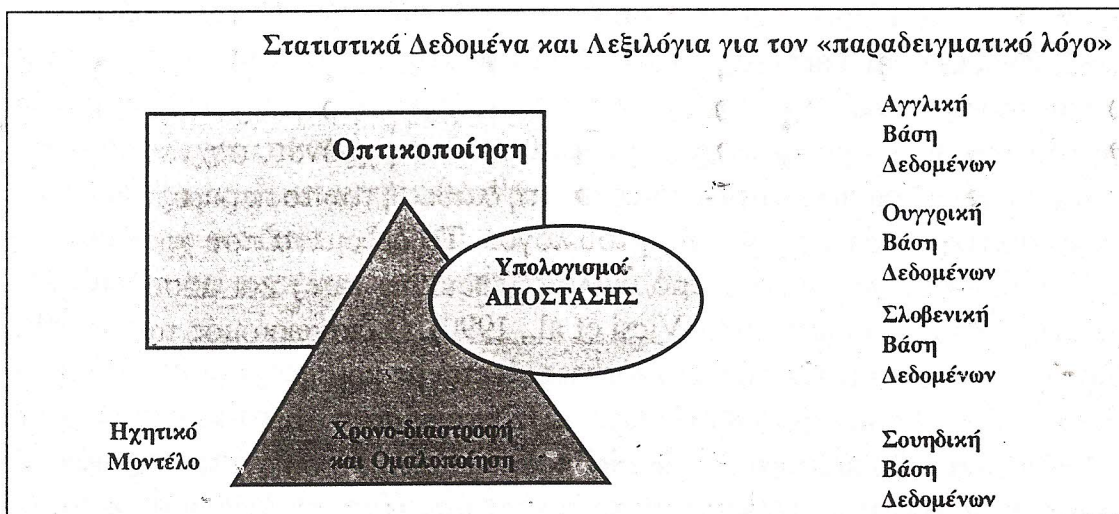 Στατιστικά Δεδομένα και Λεξιλόγια για τον «παραδειγματικό λόγο»
Οπτικοποίηση
Υπολογισμοί
ΑΠΟΣΤΑΣΗΣ
Χρονο-διαστροφή
και Ομαλοποίηση
Ηχητικό
Μοντέλο
Αγγλική
Βάση
Δεδομένων
Ουγγρική
Βάση
Δεδομένων
Σλοβενική
Βάση
Δεδομένων
Σουηδική
Βάση
Δεδομένων